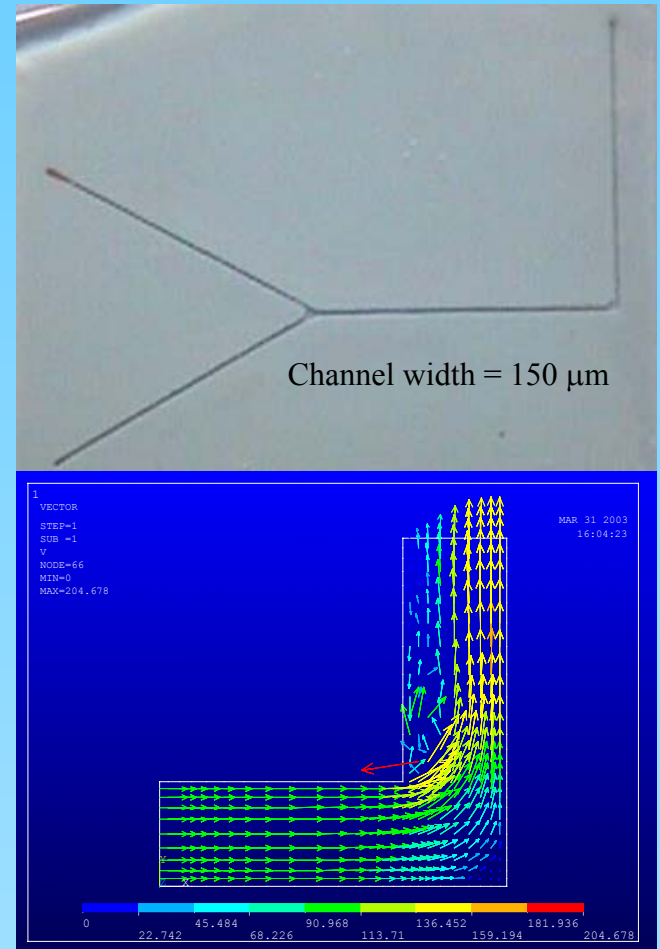 Channel width = 150 μm
1
VECTOR
STEP=1
SUB =1
V
NODE=66
MIN=0
MAX=204.678
MAR 31 2003
16:04:23
Y
Z X
0 45.484 90.968 136.452 181.936
22.742 68.226 113.71 159.194 204.678